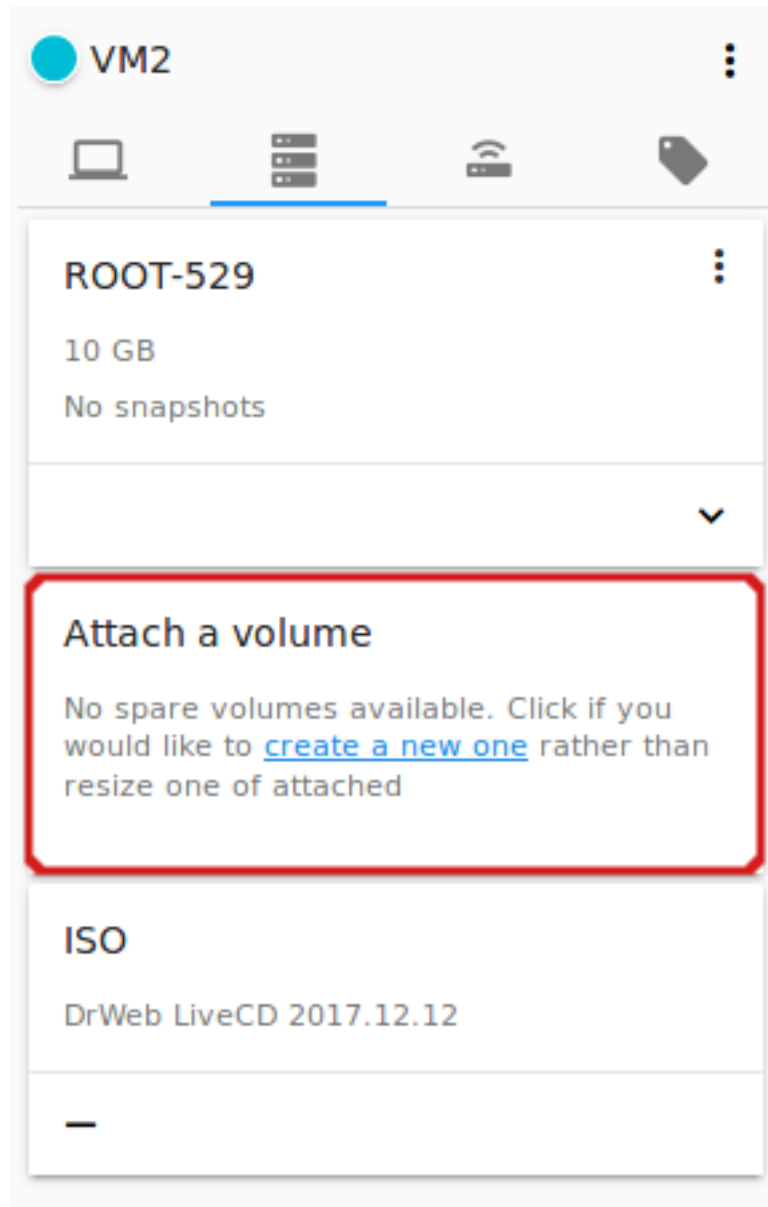 VM2
ROOT-529
10 GB
No snapshots
Attach a volume
No spare volumes available. Click if you
would like to create a new one rather than
resize one of attached
ISO
DrWeb LiveCD 2017.12.12